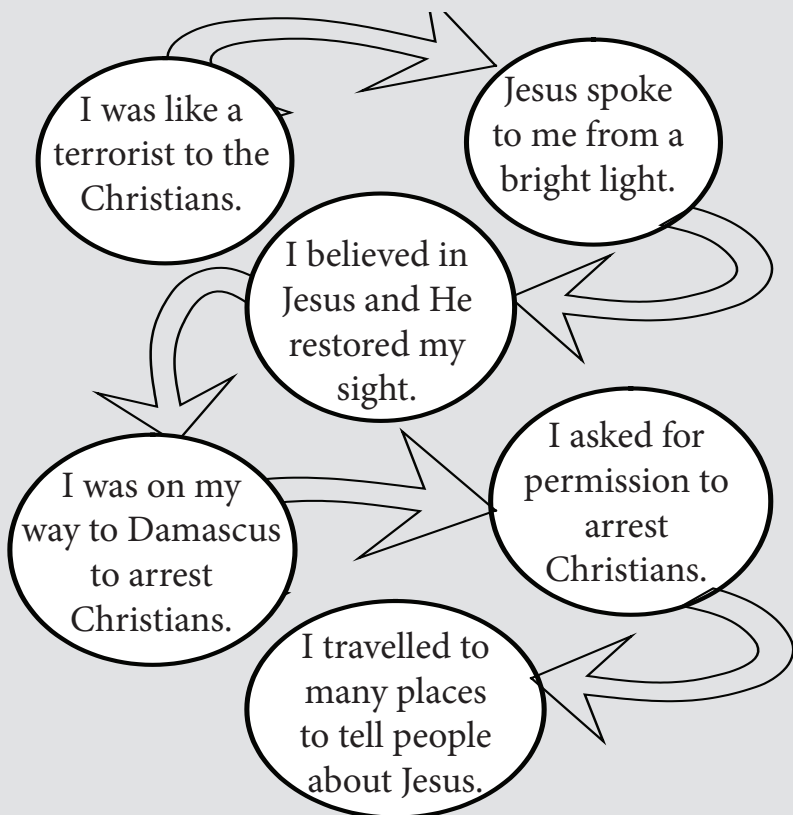 I was like a
terrorist to the
Christians.
Jesus spoke
to me from a
bright light.
I believed in
Jesus and He
restored my
sight.
I was on my
way to Damascus
to arrest
Christians.
I asked for
permission to
arrest
Christians.
I travelled to
many places
to tell people
about Jesus.